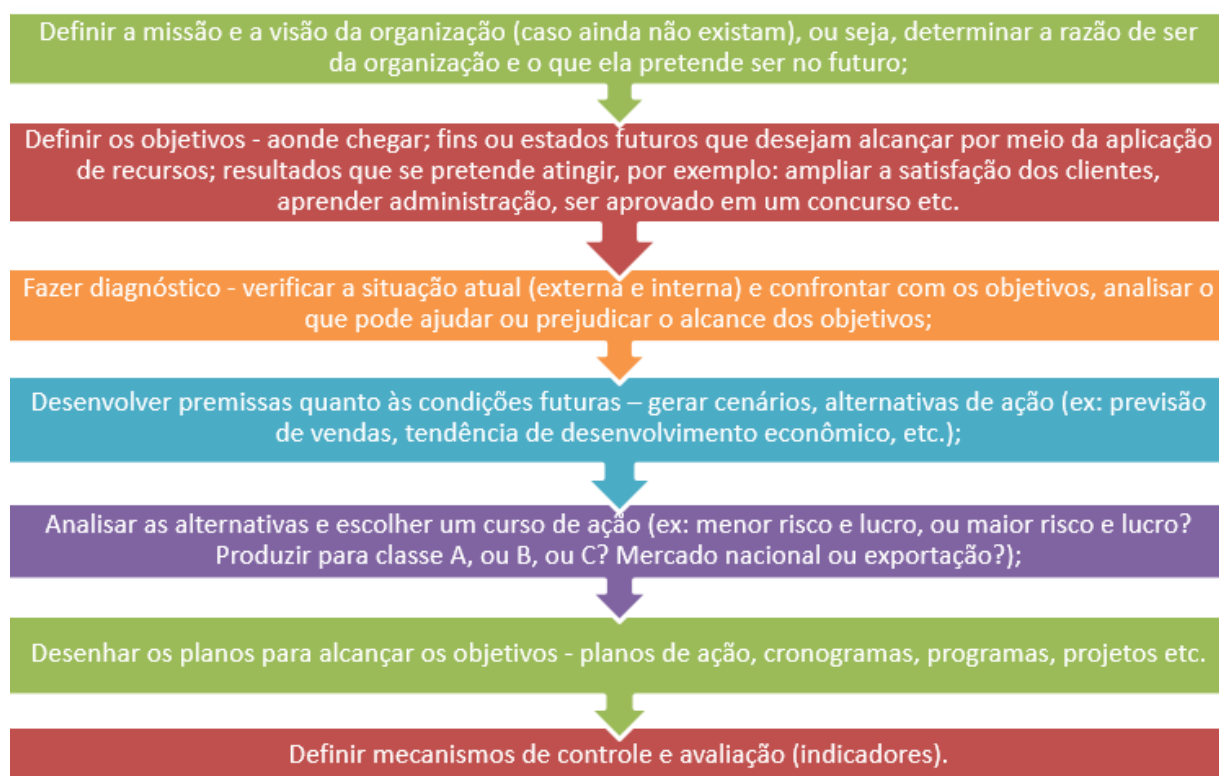 Definir a missão e a visão da organização (caso ainda não existam), ou seja, determinar a razão de ser
da organização e o que ela pretende ser no futuro;
Definir os objetivos - aonde chegar; fins ou estados futuros que desejam alcançar por meio da aplicação
de recursos; resultados que se pretende atingir, por exemplo: ampliar a satisfação dos clientes,
aprender administração, ser aprovado em um concurso etc.
Fazer diagnóstico - verificar a situação atual (externa e interna) e confrontar com os objetivos, analisar o
que pode ajudar ou prejudicar o alcance dos objetivos;
Desenvolver premissas quanto às condições futuras – gerar cenários, alternativas de ação (ex: previsão
de vendas, tendência de desenvolvimento econômico, etc.);
Analisar as alternativas e escolher um curso de ação (ex: menor risco e lucro, ou maior risco e lucro?
Produzir para classe A, ou B, ou C? Mercado nacional ou exportação?);
Desenhar os planos para alcançar os objetivos - planos de ação, cronogramas, programas, projetos etc.
Definir mecanismos de controle e avaliação (indicadores).